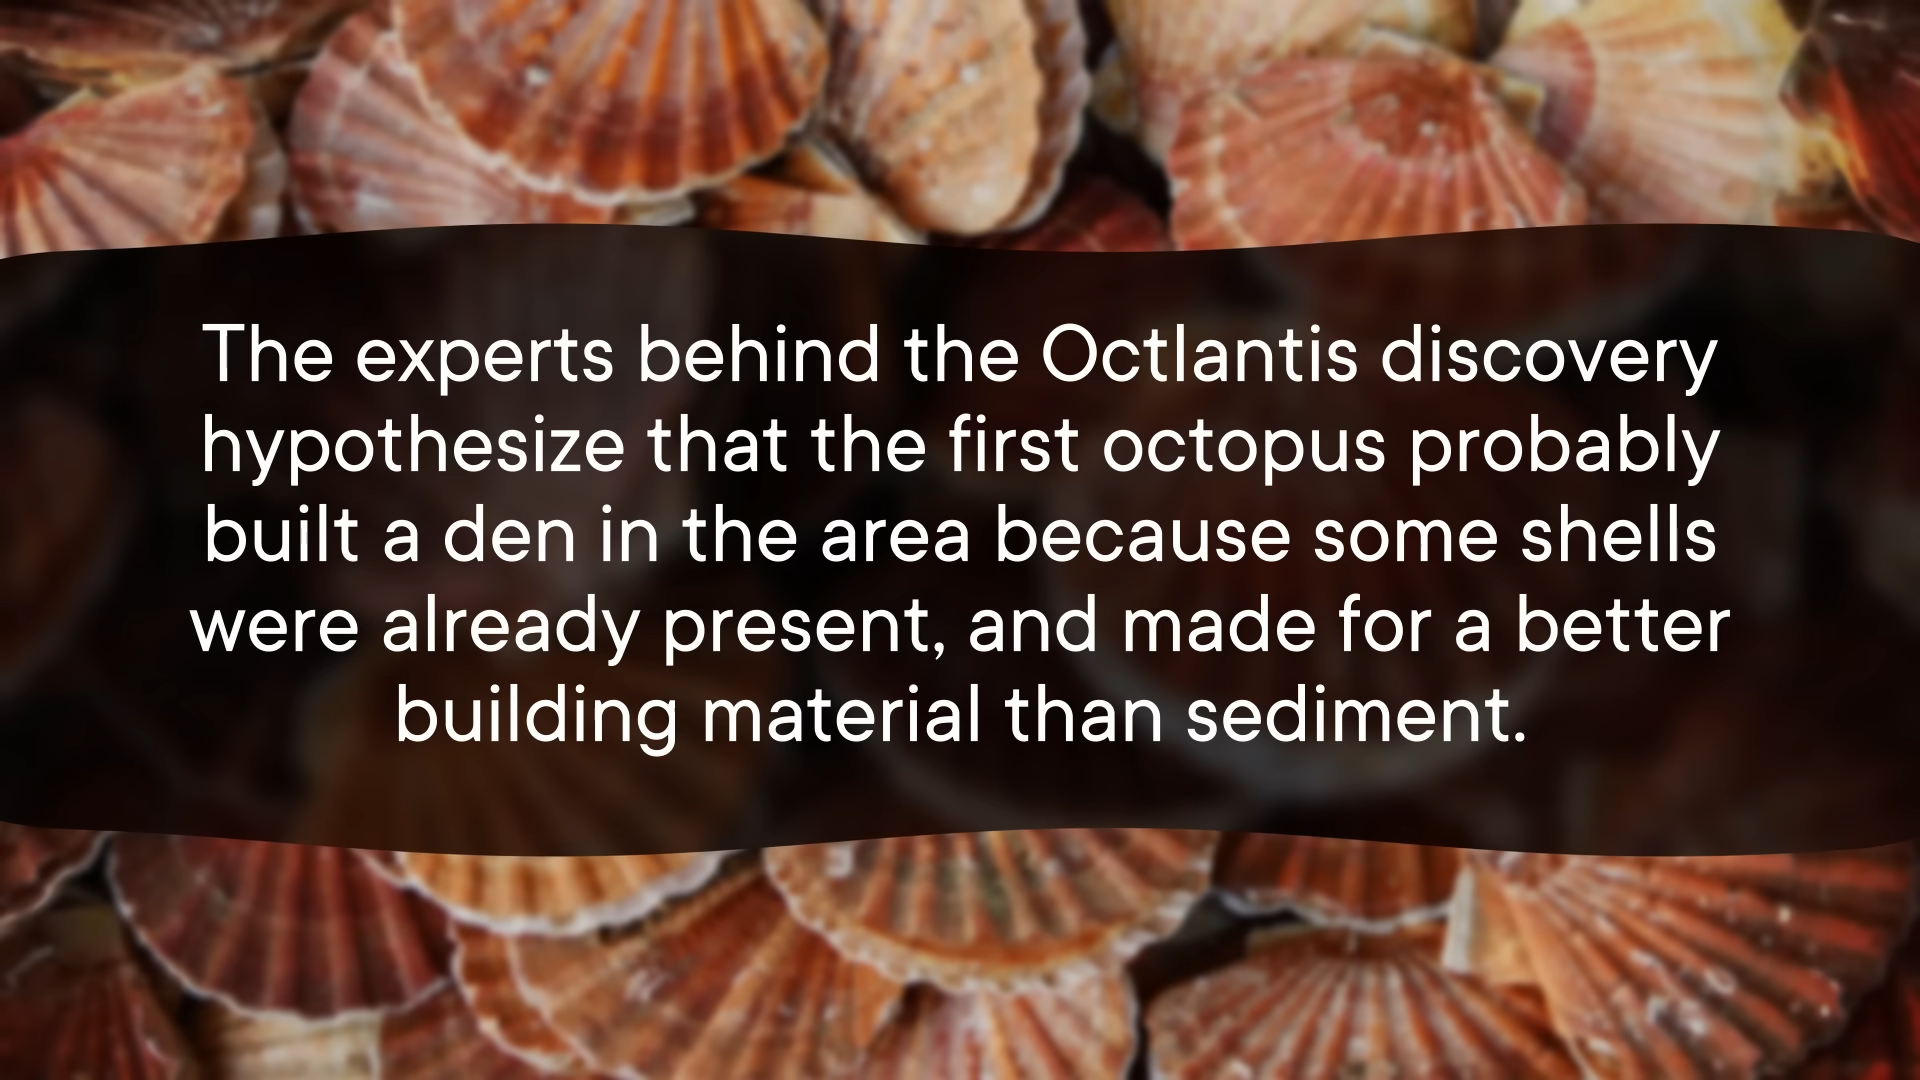 The experts behind the Octlantis discovery
hypothesize that the first octopus probably
built a den in the area because some shells
were already present, and made for a better
building material than sediment.